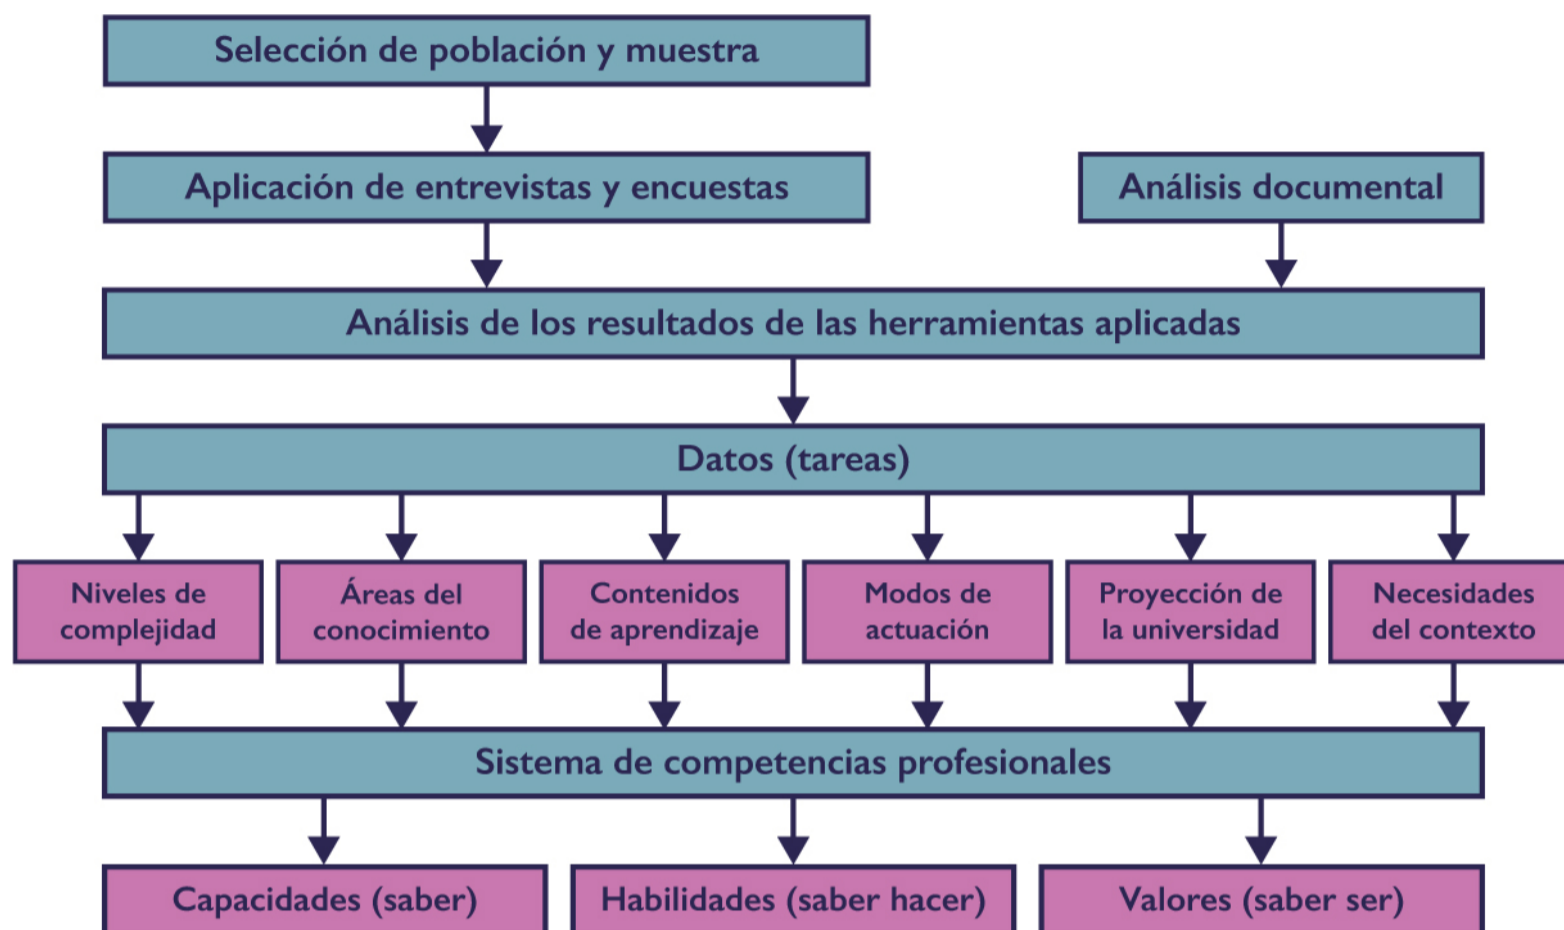 Selección de población y muestra
Aplicación de entrevistas y encuestas
Análisis documental
Análisis de los resultados de las herramientas aplicadas
Datos (tareas)
Niveles de
complejidad
Áreas del
conocimiento
Contenidos
de aprendizaje
Modos de
actuación
Proyección de
la universidad
Necesidades
del contexto
Sistema de competencias profesionales
Capacidades (saber)
Habilidades (saber hacer)
Valores (saber ser)